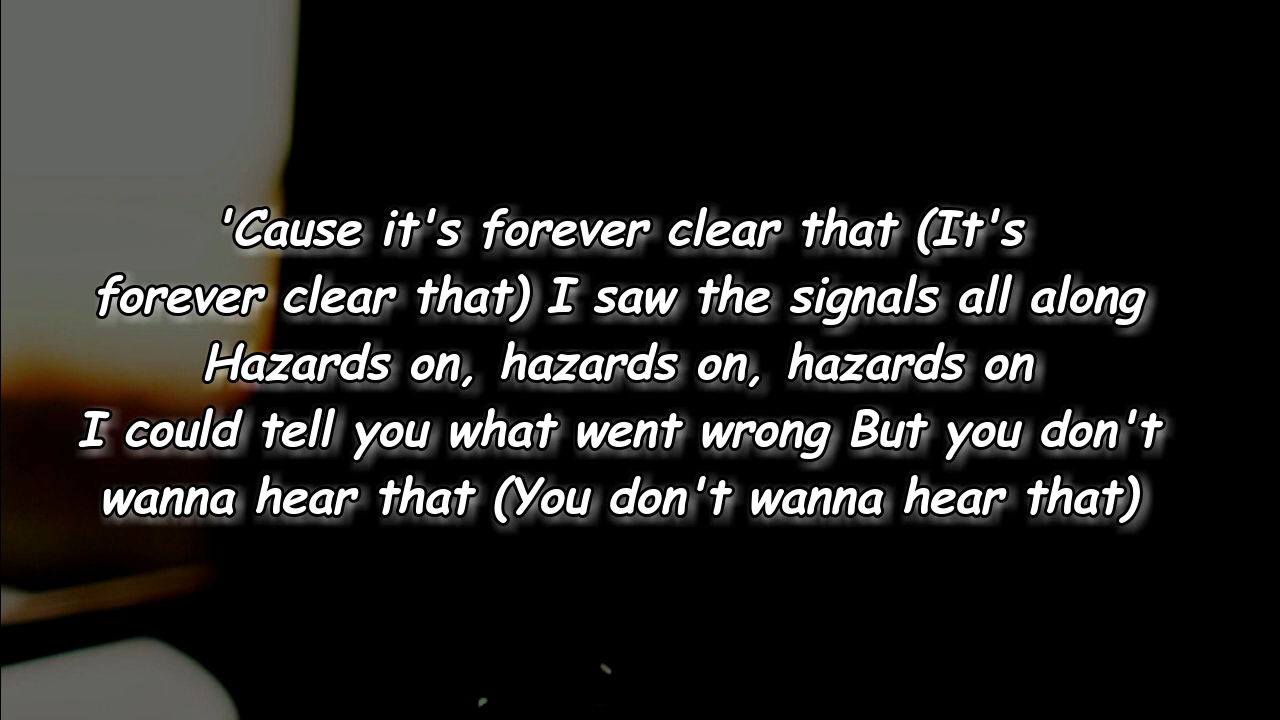 'Cause it's forever clear that (It's
forever clear that) I saw the signals all along
Hazards on, hazards on, hazards on
I could tell you what went wrong But you don't
wanna hear that (You don't wanna hear that)